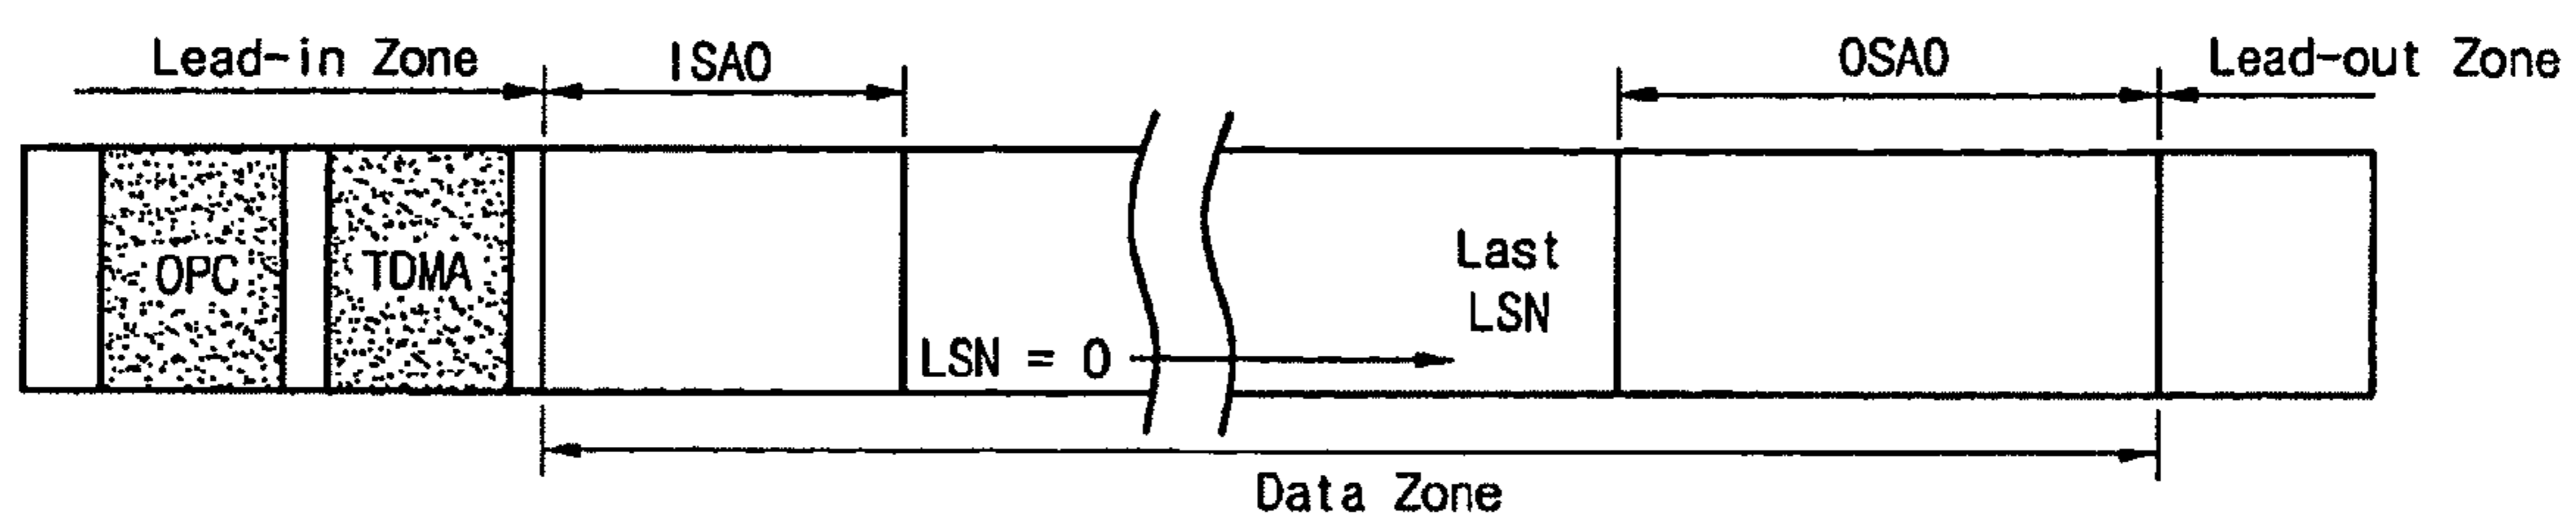 Lead-in Zone
ISA0
OSA0
Lead-out Zone
OPC
TDMA
Last
LSN
LSN = 0
Data Zone